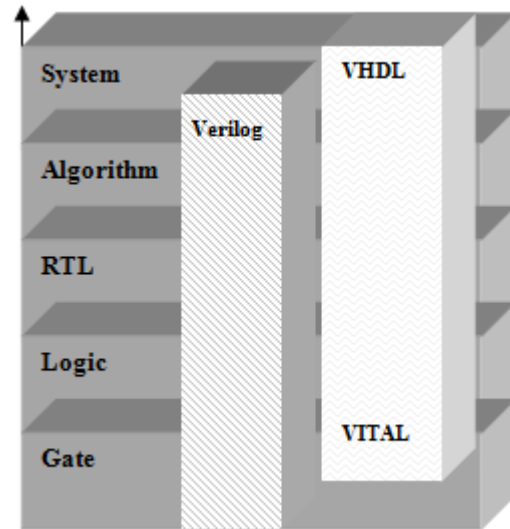 System
VHDL
Verilog
Algorithm
RTL
Logic
VITAL
Gate